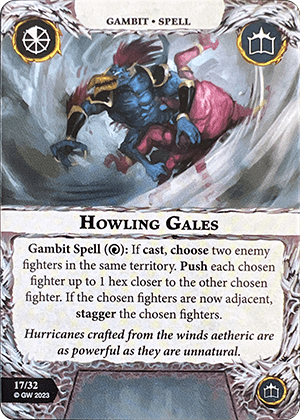 GAMBIT • SPELL
HOWLING GALES
Gambit Spell (): If cast, choose two enemy
fighters in the same territory. Push each chosen
fighter up to 1 hex closer to the other chosen
fighter. If the chosen fighters are now adjacent,
stagger the chosen fighters.
Hurricanes crafted from the winds aetheric are
as powerful as they are unnatural.
17/32
© GW 2023